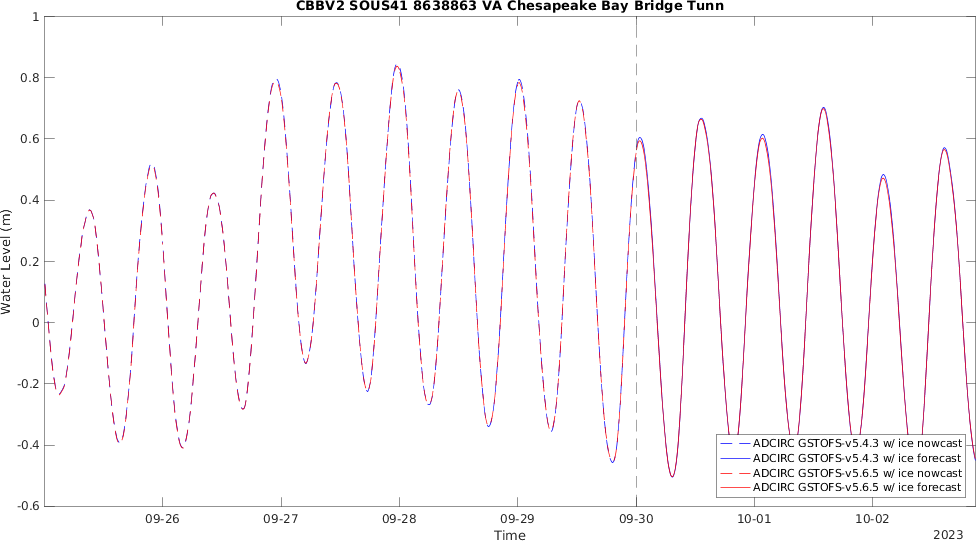 CBBV2 SOUS41 8638863 VA Chesapeake Bay Bridge Tunn
1
0.8
0.6
0.4
0.2
0
-0.2
-0.4
-0.6
Water Level (m)
ADCIRC GSTOFS-v5.4.3 w/ ice nowcast
ADCIRC GSTOFS-v5.4.3 w/ ice forecast
ADCIRC GSTOFS-v5.6.5 w/ ice nowcast
ADCIRC GSTOFS-v5.6.5 w/ ice forecast
09-26 09-27 09-28 09-29 09-30 10-01 10-02
Time
2023